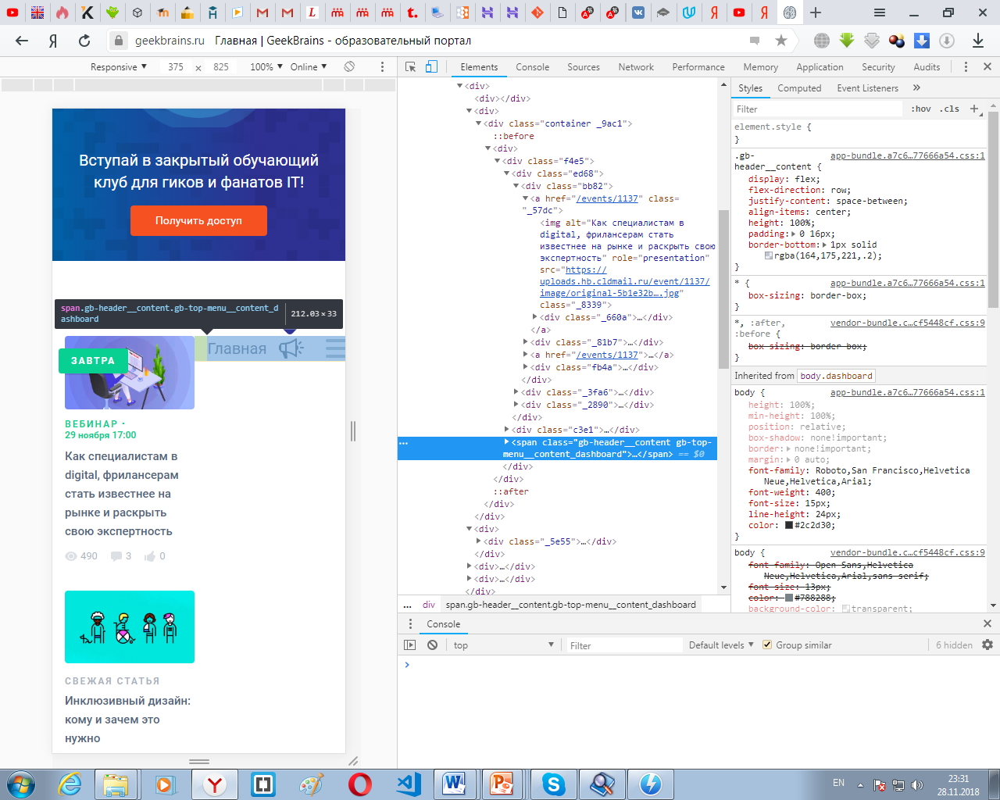 geekbrains.ru Главная | GeekBrains - образовательный портал
Responsive 375 × 825 100% Online
Elements Console Sources Network Performance Memory Application Security Audits
Вступай в закрытый обучающий
клуб для гиков и фанатов IT!
Получить доступ
span.gb-header__content.gb-top-menu__content_d
ashboard
212.03 × 33
Главная
ЗАВТРА
ВЕБИНАР ·
29 ноября 17:00
Как специалистам в
digital, фрилансерам
стать известнее на
рынке и раскрыть
свою экспертность
490 3 0
СВЕЖАЯ СТАТЬЯ
Инклюзивный дизайн:
кому и зачем это
нужно
<div>
<div></div>
<div>
<div class="container _9ac1">
::before
<div>
<div class="f4e5">
<div class="ed68">
<div class="bb82">
<a href="/events/1137" class=
"_57dc">
<img alt="Как специалистам в
digital, фрилансерам стать
известнее на рынке и раскрыть свою
экспертность" role="presentation"
src="https://
uploads.hb.cldmail.ru/event/1137/
image/original-5b1e32b….jpg"
class="_8339">
<div class="_660a">…</div>
</a>
<div class="_81b7">…</div>
<a href="/events/1137">…</a>
<div class="fb4a">…</div>
</div>
<div class="_3fa6">…</div>
<div class="_2890">…</div>
</div>
<div class="c3e1">…</div>
<span class="gb-header__content gb-top-
menu__content_dashboard">…</span> == $0
</div>
</div>
::after
</div>
</div>
<div>
<div class="_5e55">…</div>
</div>
<div>…</div>
<div>…</div>
</div>
... div span.gb-header__content.gb-top-menu__content_dashboard
Styles Computed Event Listeners »
Filter :hov .cls +
element.style {
}
.gb- app-bundle.a7c6…77666a54.css:1
header__content {
display: flex;
flex-direction: row;
justify-content: space-between;
align-items: center;
height: 100%;
padding: 0 16px;
border-bottom: 1px solid
rgba(164,175,221,.2);
}
* { app-bundle.a7c6…77666a54.css:1
box-sizing: border-box;
}
*, :after, vendor-bundle.c…cf5448cf.css:9
:before {
box-sizing: border-box;
}
Inherited from body.dashboard
body { app-bundle.a7c6…77666a54.css:1
height: 100%;
min-height: 100%;
position: relative;
box-shadow: none!important;
border: none!important;
margin: 0 auto;
font-family: Roboto,San Francisco,Helvetica
Neue,Helvetica,Arial;
font-weight: 400;
font-size: 15px;
line-height: 24px;
color: #2c2d30;
}
body { vendor-bundle.c…cf5448cf.css:9
font-family: Open Sans,Helvetica
Neue,Helvetica,Arial,sans-serif;
font-size: 13px;
color: #788288;
background-color: transparent;
Console
top Filter Default levels Group similar 6 hidden
EN
23:31
28.11.2018